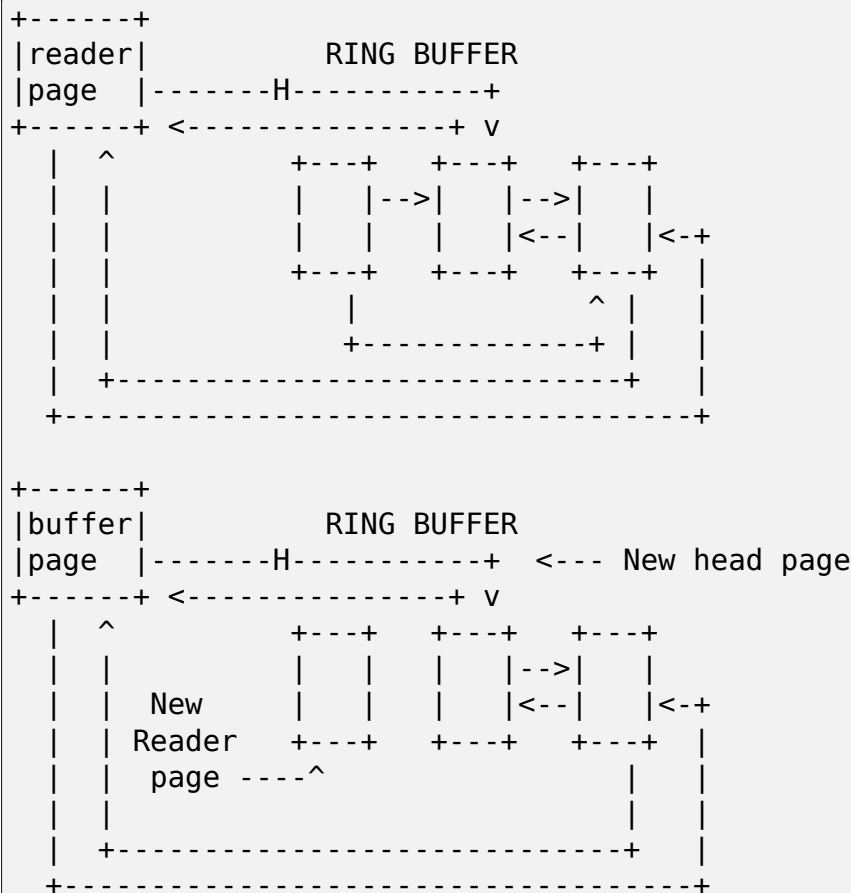 +------+
|reader|          RING BUFFER
|page  |-------H-----------+
+------+ <---------------+ v
  |  ^          +---+   +---+   +---+
  |  |          |   |-->|   |-->|   |
  |  |          |   |   |   |<--|   |<-+
  |  |          +---+   +---+   +---+  |
  |  |             |             ^ |   |
  |  |             +-------------+ |   |
  |  +-----------------------------+   |
  +------------------------------------+

+------+
|buffer|          RING BUFFER
|page  |-------H-----------+  <--- New head page
+------+ <---------------+ v
  |  ^          +---+   +---+   +---+
  |  |          |   |   |   |-->|   |
  |  |  New     |   |   |   |<--|   |<-+
  |  | Reader   +---+   +---+   +---+  |
  |  |  page ----^                 |   |
  |  |                             |   |
  |  +-----------------------------+   |
  +------------------------------------+